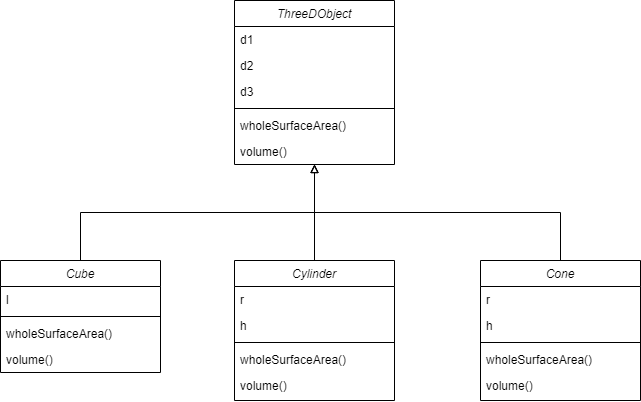 ThreeDObject
d1
d2
d3
wholeSurfaceArea()
volume()
Cube
l
wholeSurfaceArea()
volume()
Cylinder
r
h
wholeSurfaceArea()
volume()
Cone
r
h
wholeSurfaceArea()
volume()